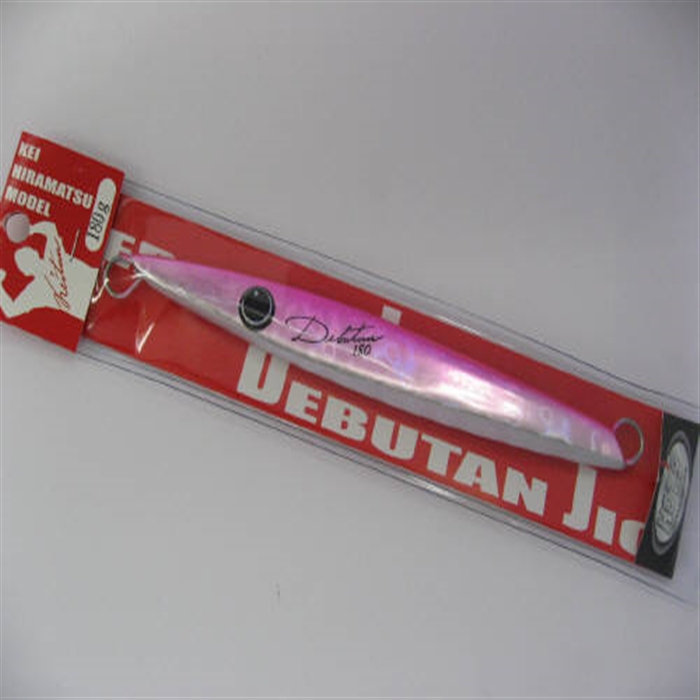 KEI
HIRAMATSU
MODEL
180g
Debutan
180
DEBUTAN JIG